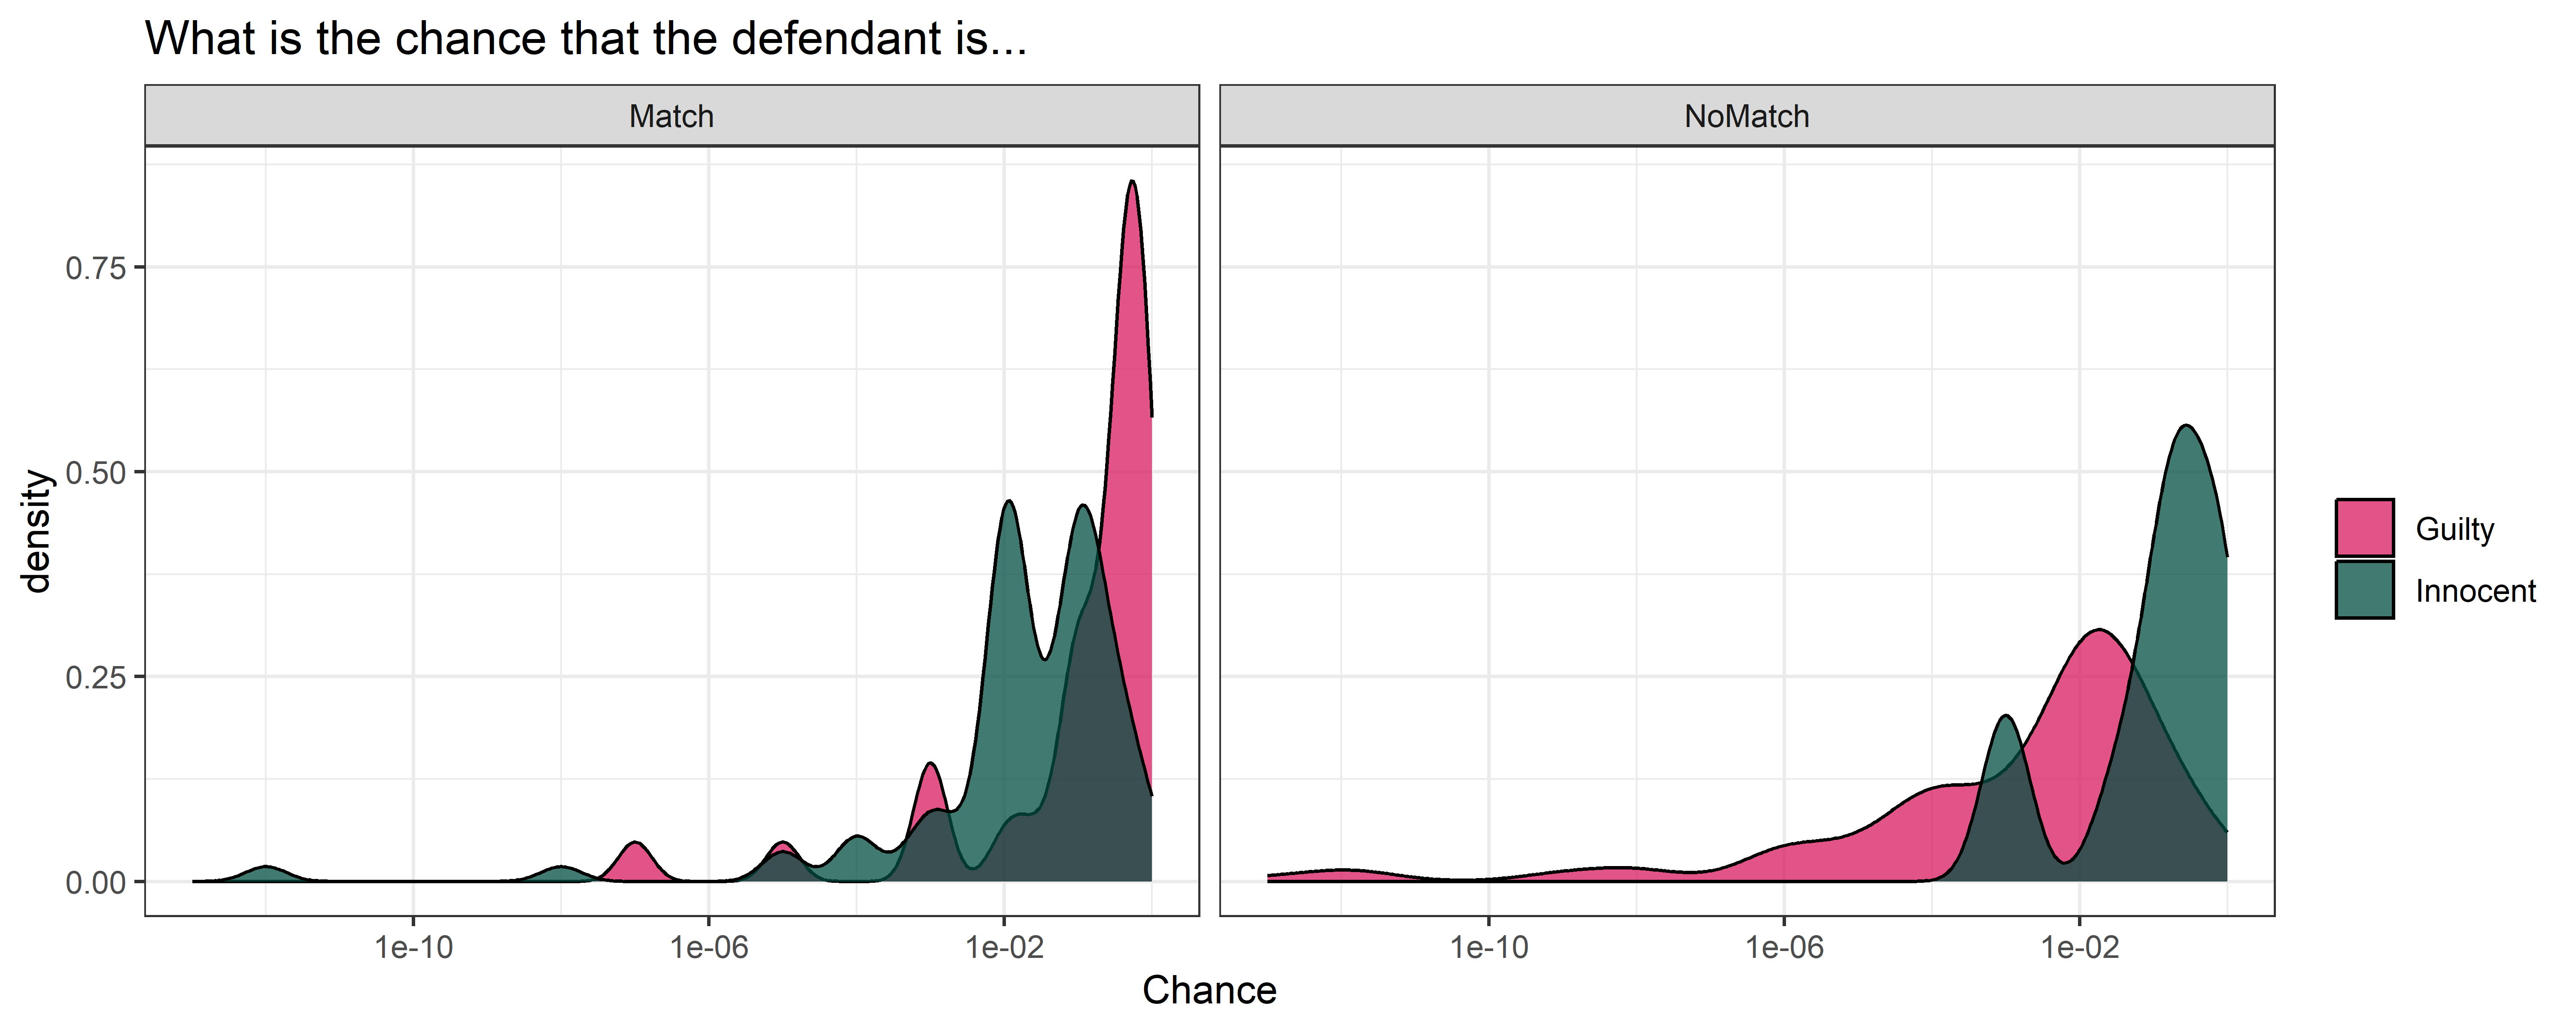 What is the chance that the defendant is...
Match
NoMatch
density
0.75
0.50
0.25
0.00
1e-10
1e-06
1e-02
1e-10
1e-06
1e-02
Chance
Guilty
Innocent